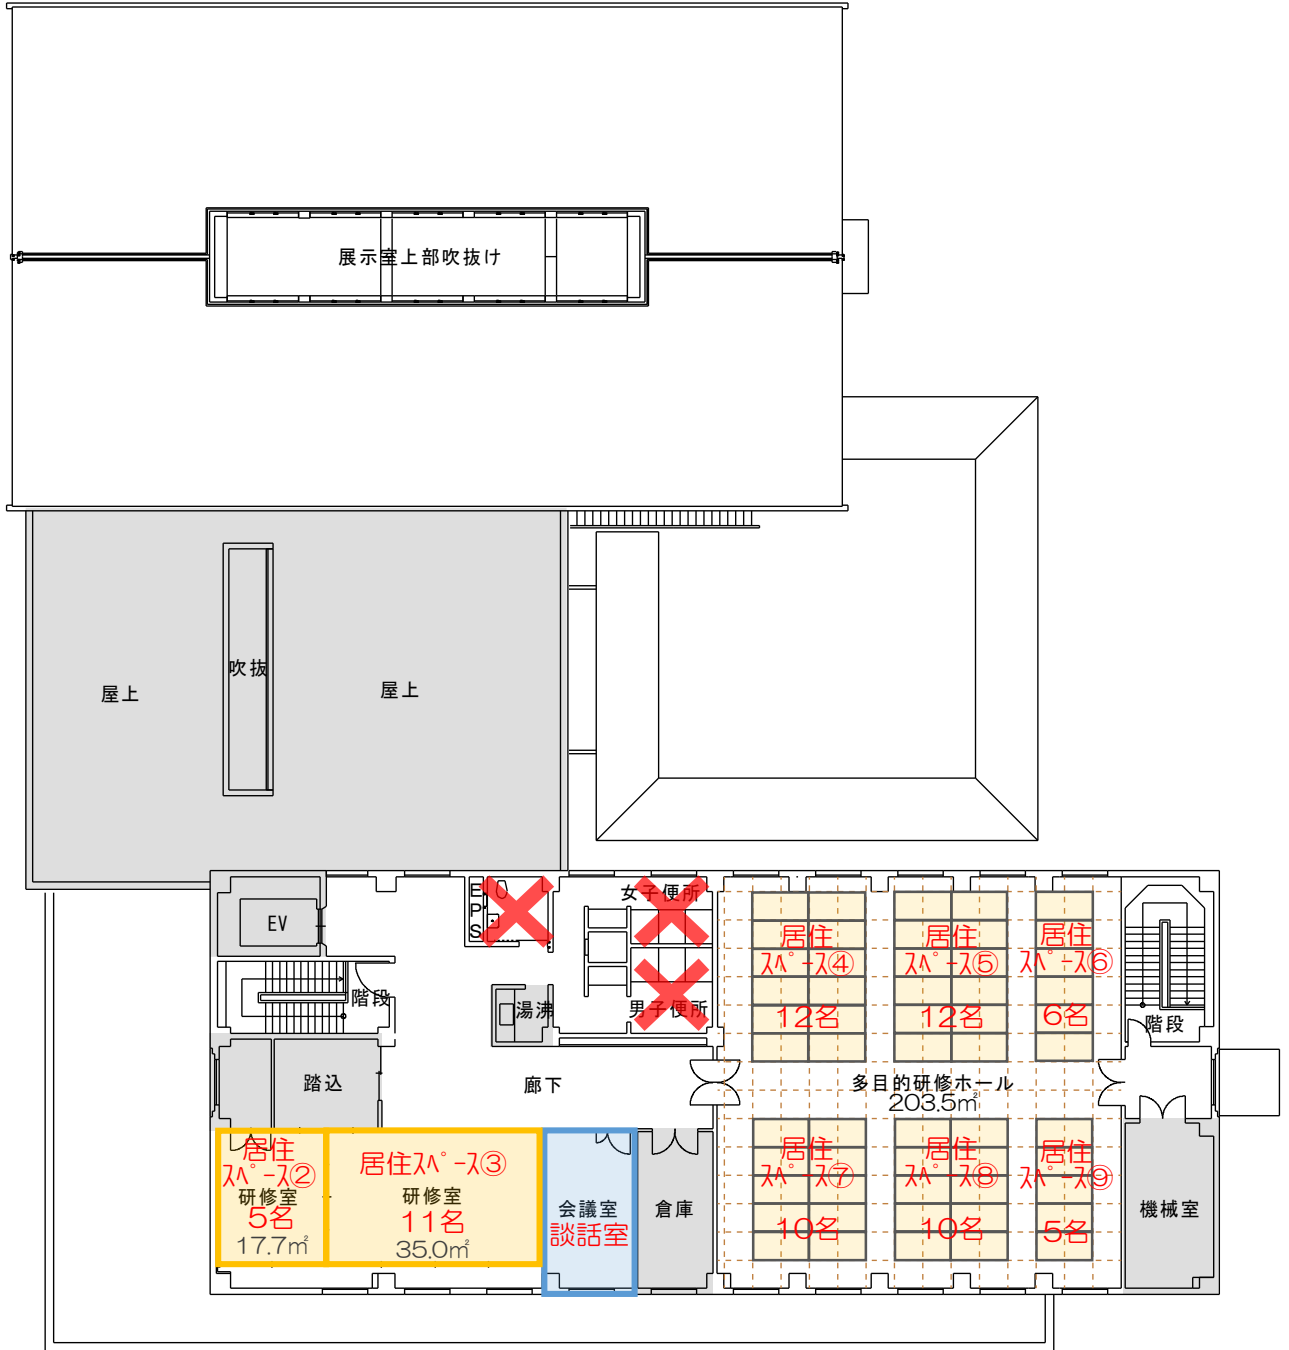 展示室上部吹抜け
吹抜
屋上
屋上
EV
EPS
女子便所
男子便所
階段
湯沸
踏込
廊下
居住
スペース④
12名
居住
スペース⑤
12名
居住
スペース⑥
6名
階段
多目的研修ホール
203.5㎡
居住
スペース②
研修室
5名
17.7㎡
居住スペース③
研修室
11名
35.0㎡
会議室
談話室
倉庫
居住
スペース⑦
10名
居住
スペース⑧
10名
居住
スペース⑨
5名
機械室